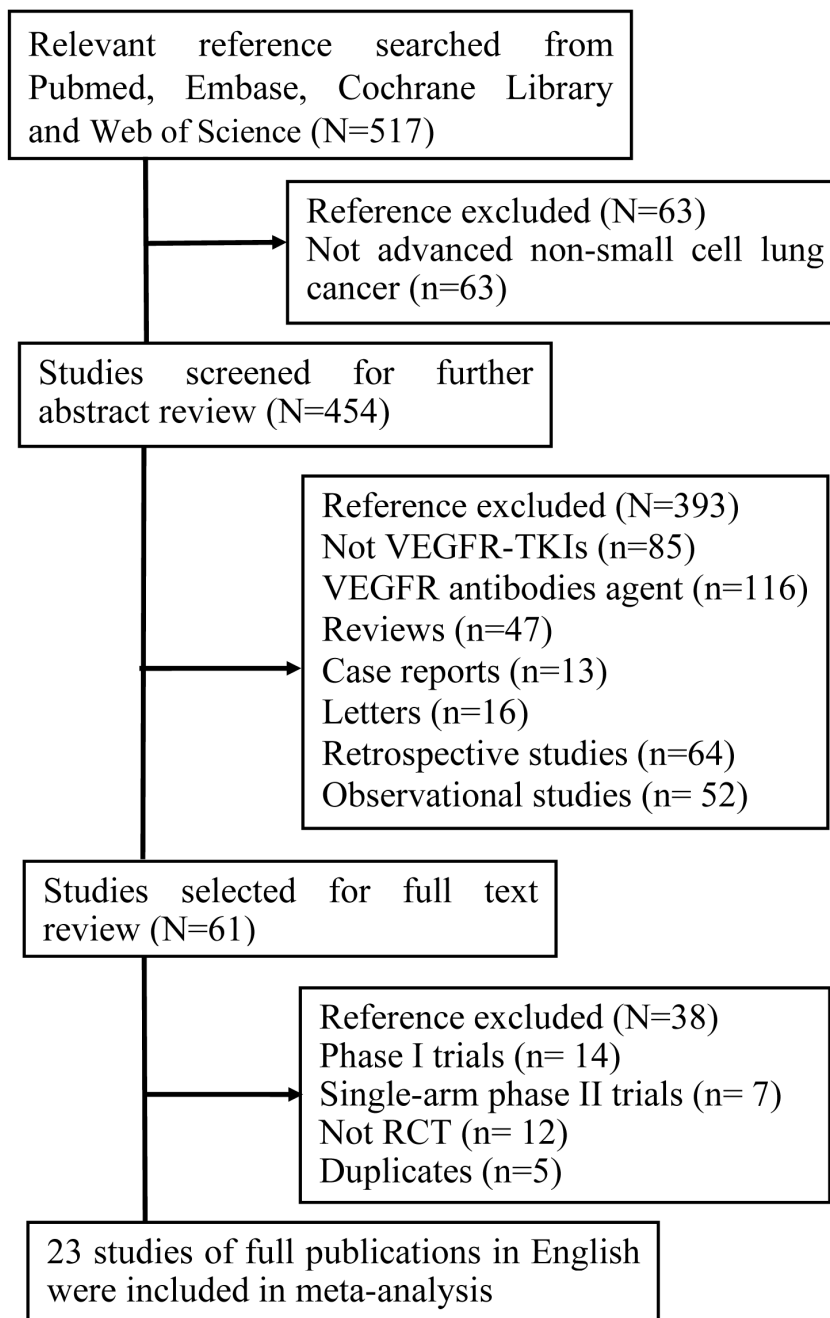 Relevant reference searched from
Pubmed, Embase, Cochrane Library
and Web of Science (N=517)
Reference excluded (N=63)
Not advanced non-small cell lung
cancer (n=63)
Studies screened for further
abstract review (N=454)
Reference excluded (N=393)
Not VEGFR-TKIs (n=85)
VEGFR antibodies agent (n=116)
Reviews (n=47)
Case reports (n=13)
Letters (n=16)
Retrospective studies (n=64)
Observational studies (n= 52)
Studies selected for full text
review (N=61)
Reference excluded (N=38)
Phase I trials (n= 14)
Single-arm phase II trials (n= 7)
Not RCT (n= 12)
Duplicates (n=5)
23 studies of full publications in English
were included in meta-analysis